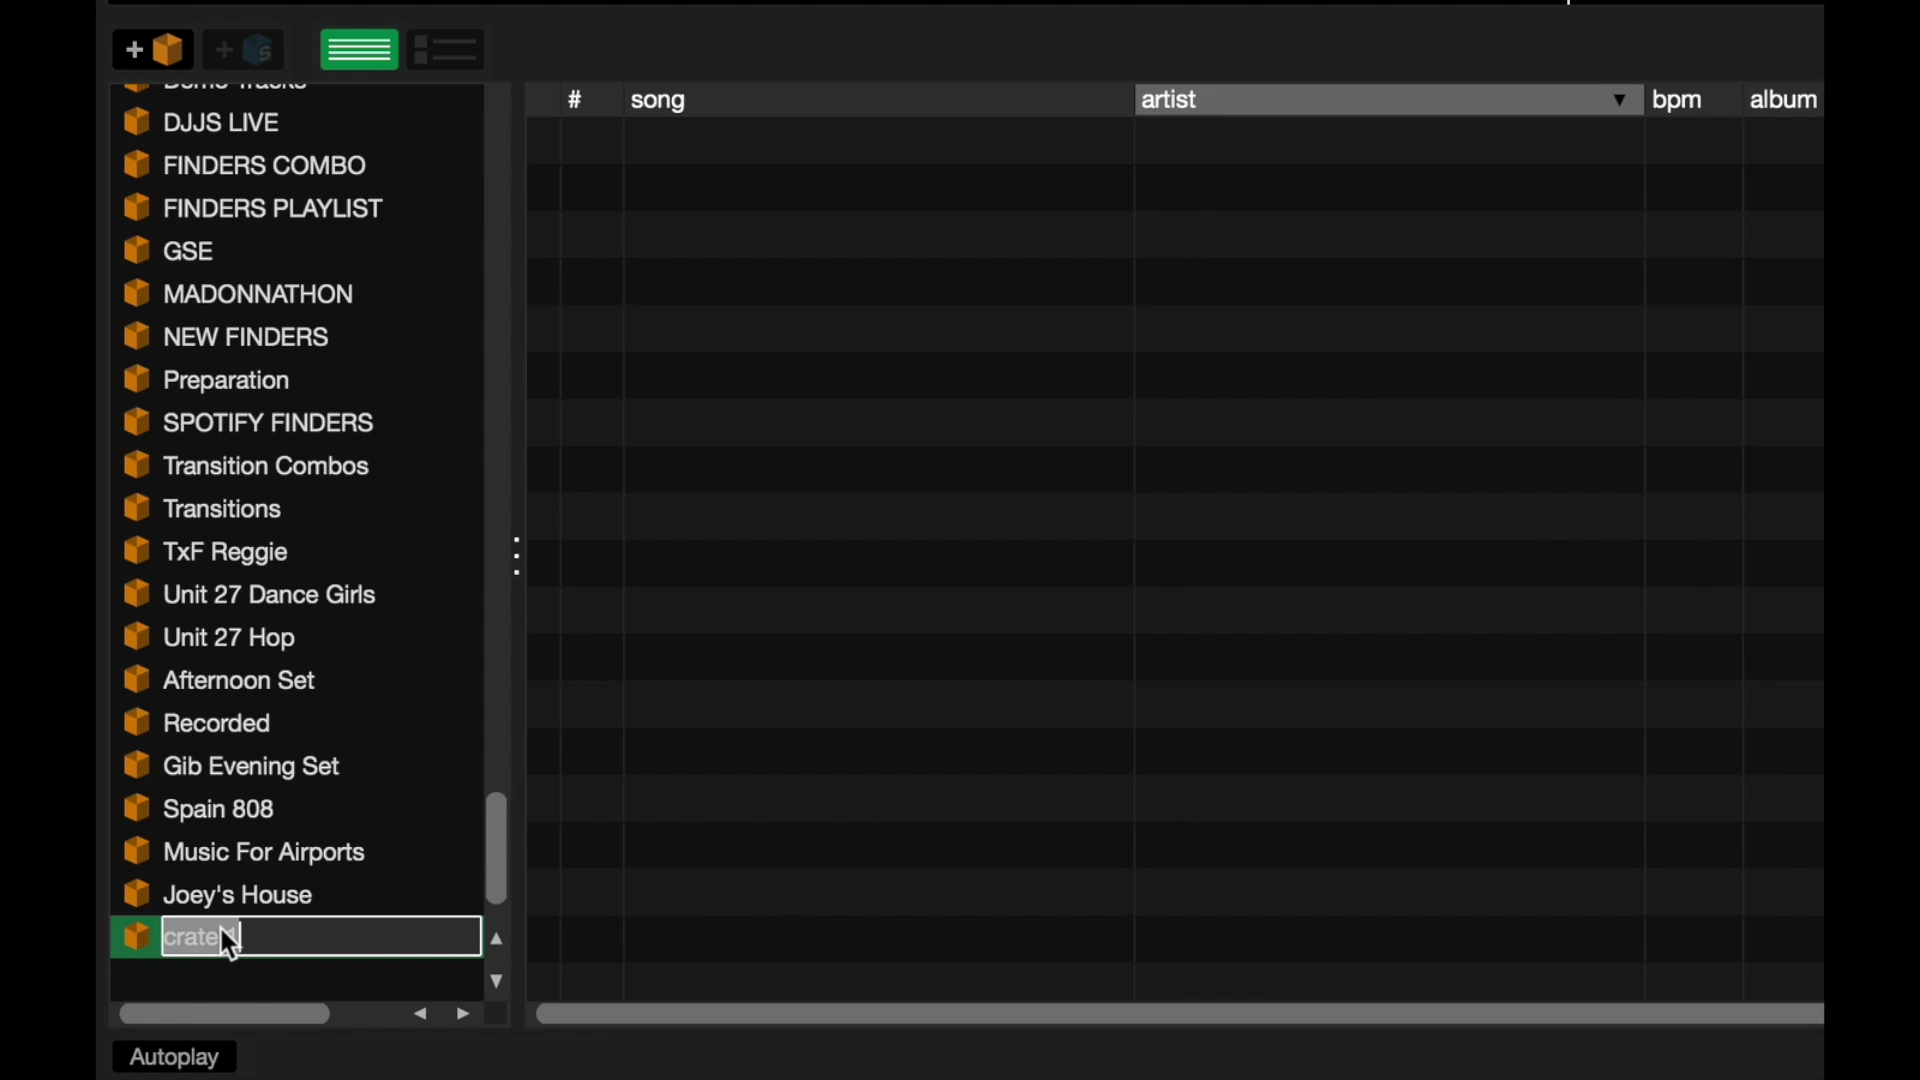 # song artist bpm album
DJJS LIVE
FINDERS COMBO
FINDERS PLAYLIST
GSE
MADONNATHON
NEW FINDERS
Preparation
SPOTIFY FINDERS
Transition Combos
Transitions
TxF Reggie
Unit 27 Dance Girls
Unit 27 Hop
Afternoon Set
Recorded
Gib Evening Set
Spain 808
Music For Airports
Joey's House
crate
Autoplay